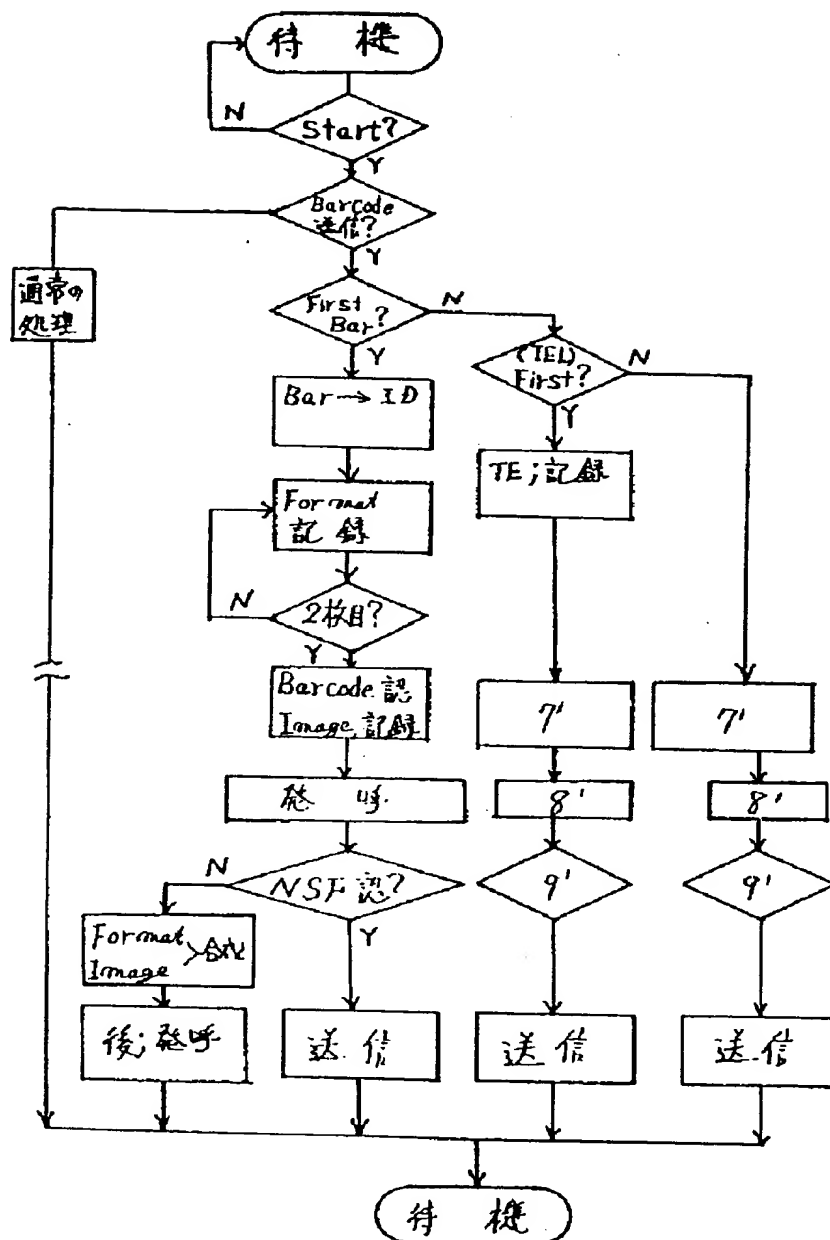 待 機
N
Start?
Y
Barcode
送信?
Y
通常の
処理
First
Bar?
N
Y
(TEL)
First?
N
Y
Bar→ID
TE;記録
Format
記録
N
2枚目?
Y
Barcode 認
Image 記録
7'
7'
発 呼
8'
8'
N
NSF 認?
9'
9'
Y
Format
Image
>合成
後;発呼
送信
送信
送信
待 機